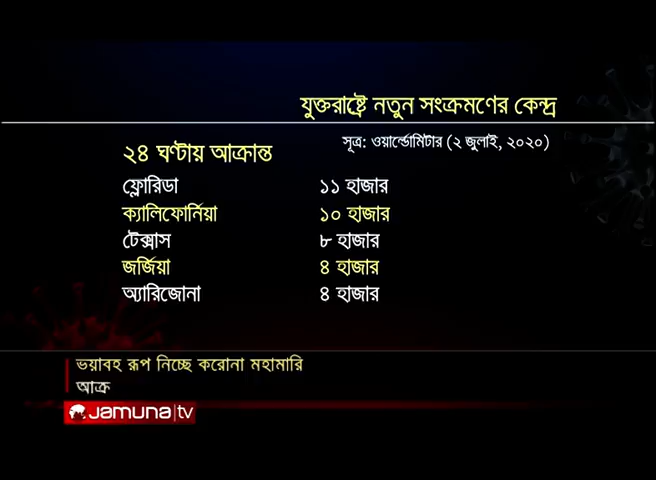 যুক্তরাষ্ট্রে নতুন সংক্রমণের কেন্দ্র
সূত্র: ওয়ার্ল্ডোমিটার (২ জুলাই, ২০২০)
২৪ ঘণ্টায় আক্রান্ত
ফ্লোরিডা ১১ হাজার
ক্যালিফোর্নিয়া ১০ হাজার
টেক্সাস ৮ হাজার
জর্জিয়া ৪ হাজার
অ্যারিজোনা ৪ হাজার
ভয়াবহ রূপ নিচ্ছে করোনা মহামারি
আক্র
Jamuna tv